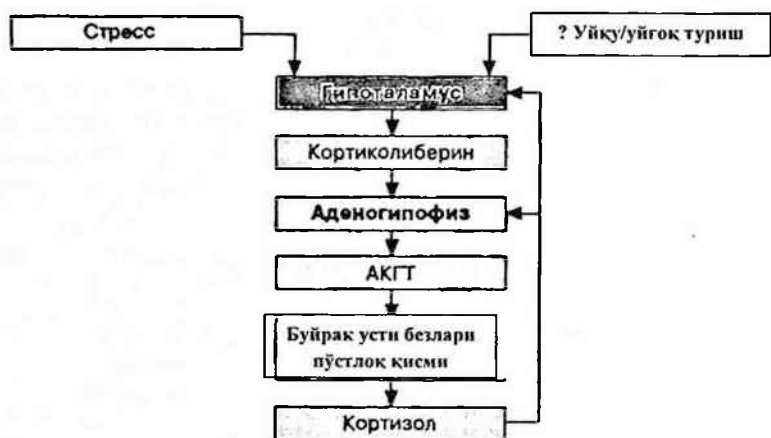 Стресс
? Уйқу/уйғоқ туриш
Гипоталамус
Кортиколиберин
Аденогипофиз
АКГТ
Буйрак усти безлари
пўстлоқ қисми
Кортизол